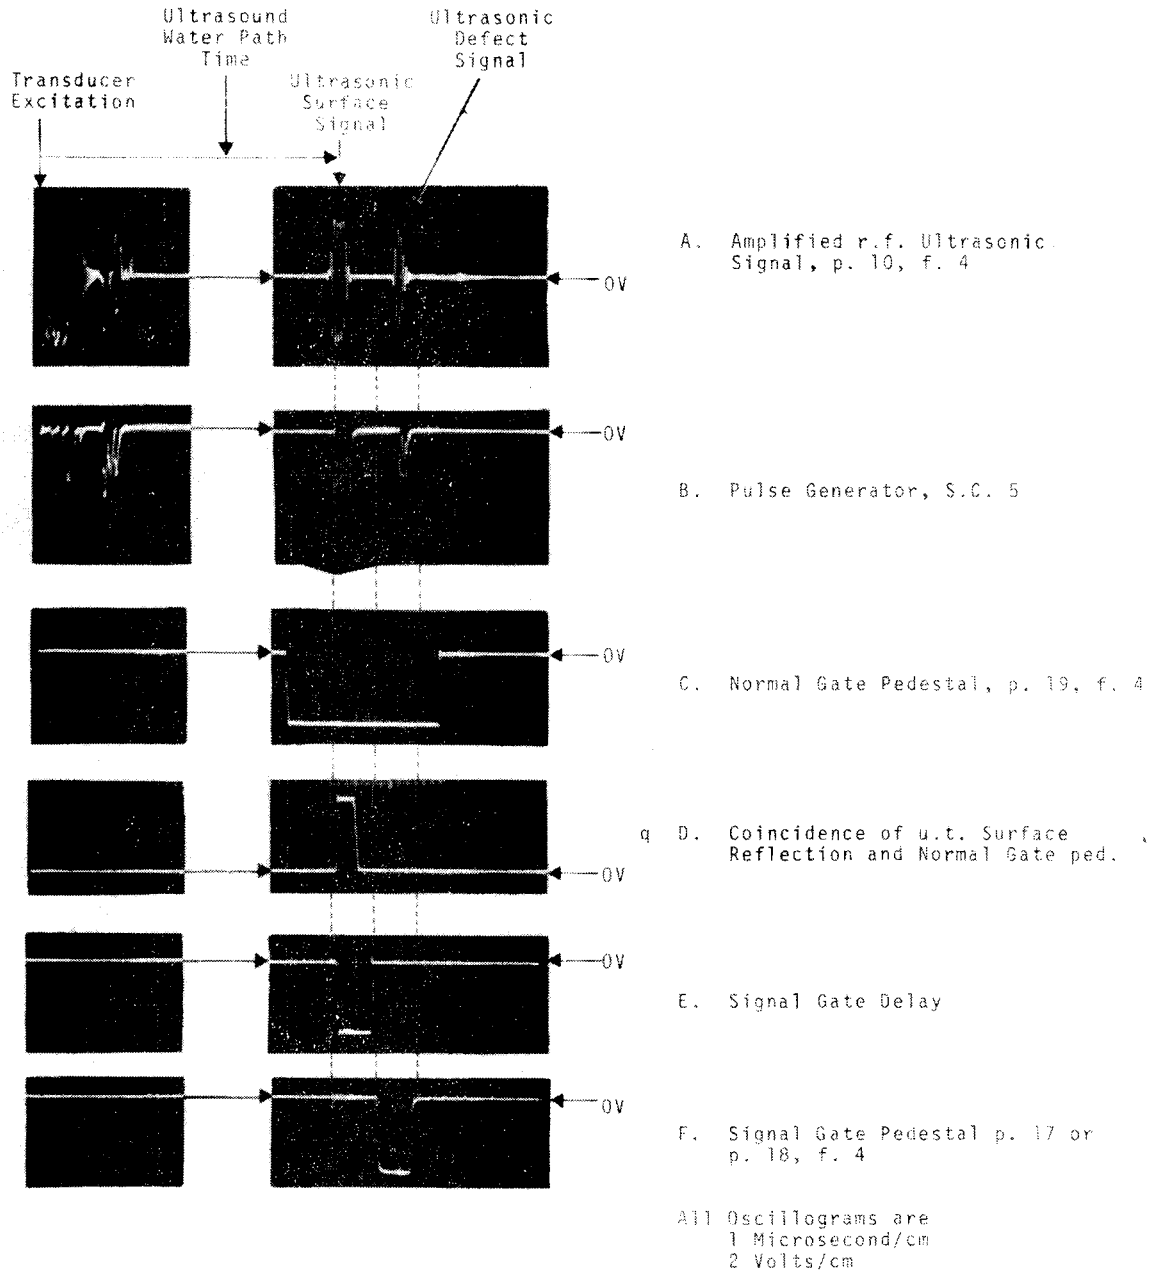 Ultrasound
Water Path
Time
Ultrasonic
Defect
Signal
Transducer
Excitation
Ultrasonic
Surface
Signal
A. Amplified r.f. Ultrasonic
Signal, p. 10, f. 4
0V
0V
B. Pulse Generator, S.C. 5
0V
C. Normal Gate Pedestal, p. 19, f. 4
q D. Coincidence of u.t. Surface
Reflection and Normal Gate ped.
0V
0V
E. Signal Gate Delay
0V
F. Signal Gate Pedestal p. 17 or
p. 18, f. 4
All Oscillograms are
1 Microsecond/cm
2 Volts/cm